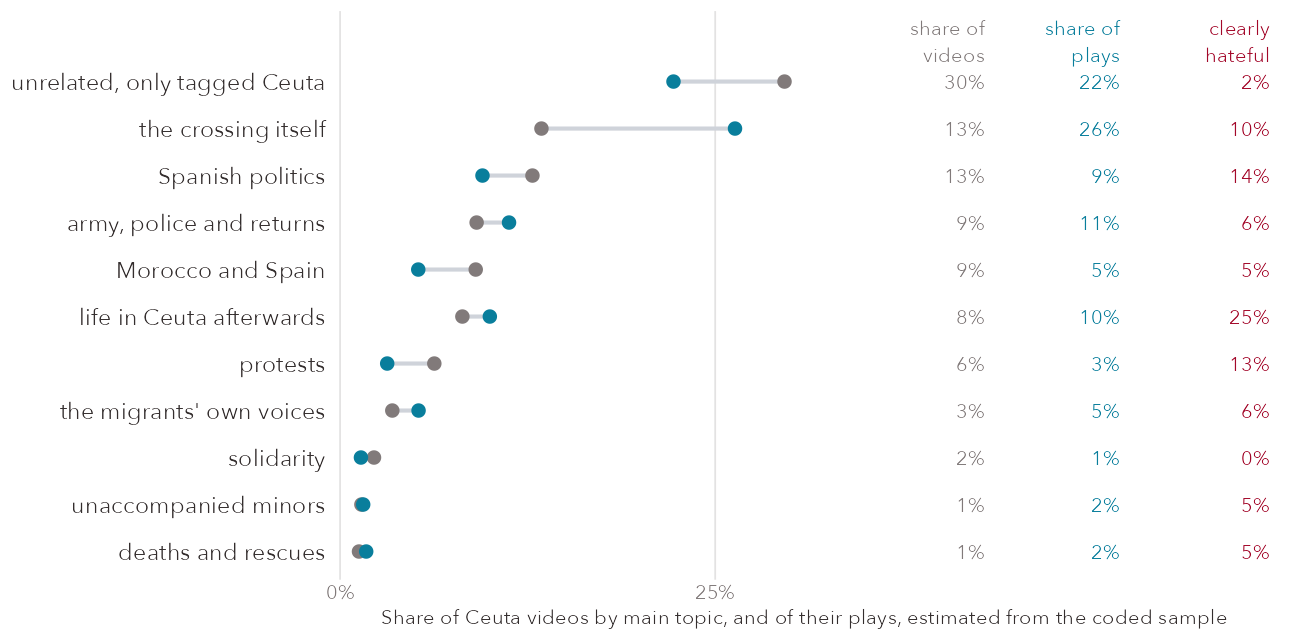 share of videos share of plays clearly hateful
unrelated, only tagged Ceuta 30% 22% 2%
the crossing itself 13% 26% 10%
Spanish politics 13% 9% 14%
army, police and returns 9% 11% 6%
Morocco and Spain 9% 5% 5%
life in Ceuta afterwards 8% 10% 25%
protests 6% 3% 13%
the migrants' own voices 3% 5% 6%
solidarity 2% 1% 0%
unaccompanied minors 1% 2% 5%
deaths and rescues 1% 2% 5%
0% 25%
Share of Ceuta videos by main topic, and of their plays, estimated from the coded sample